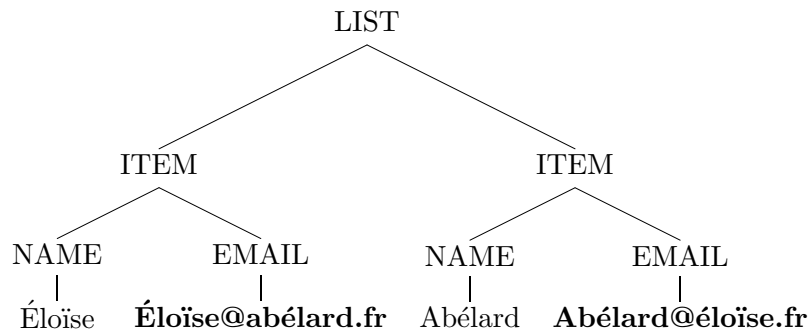 LIST
ITEM ITEM
NAME EMAIL NAME EMAIL
Éloïse Éloïse@abélard.fr Abélard Abélard@éloïse.fr